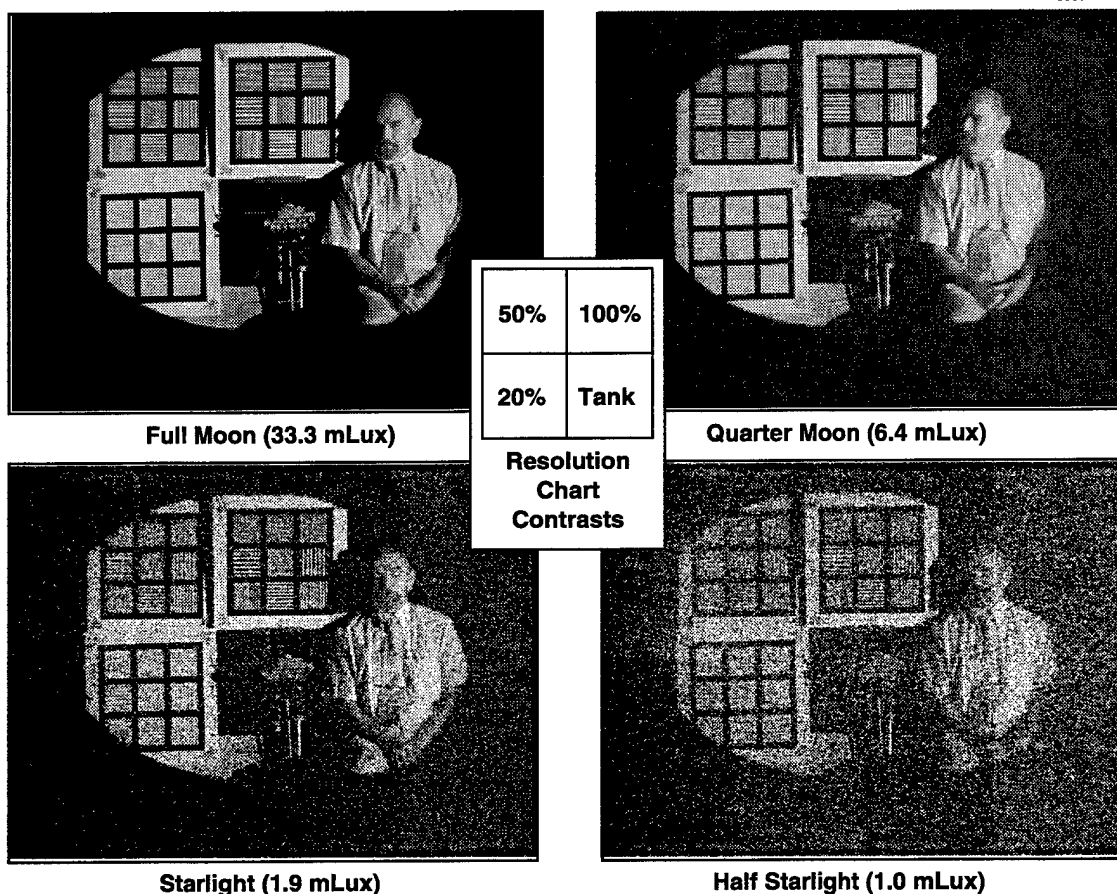 Full Moon (33.3 mLux)
Quarter Moon (6.4 mLux)
50% 100%
20% Tank
Resolution
Chart
Contrasts
Starlight (1.9 mLux)
Half Starlight (1.0 mLux)